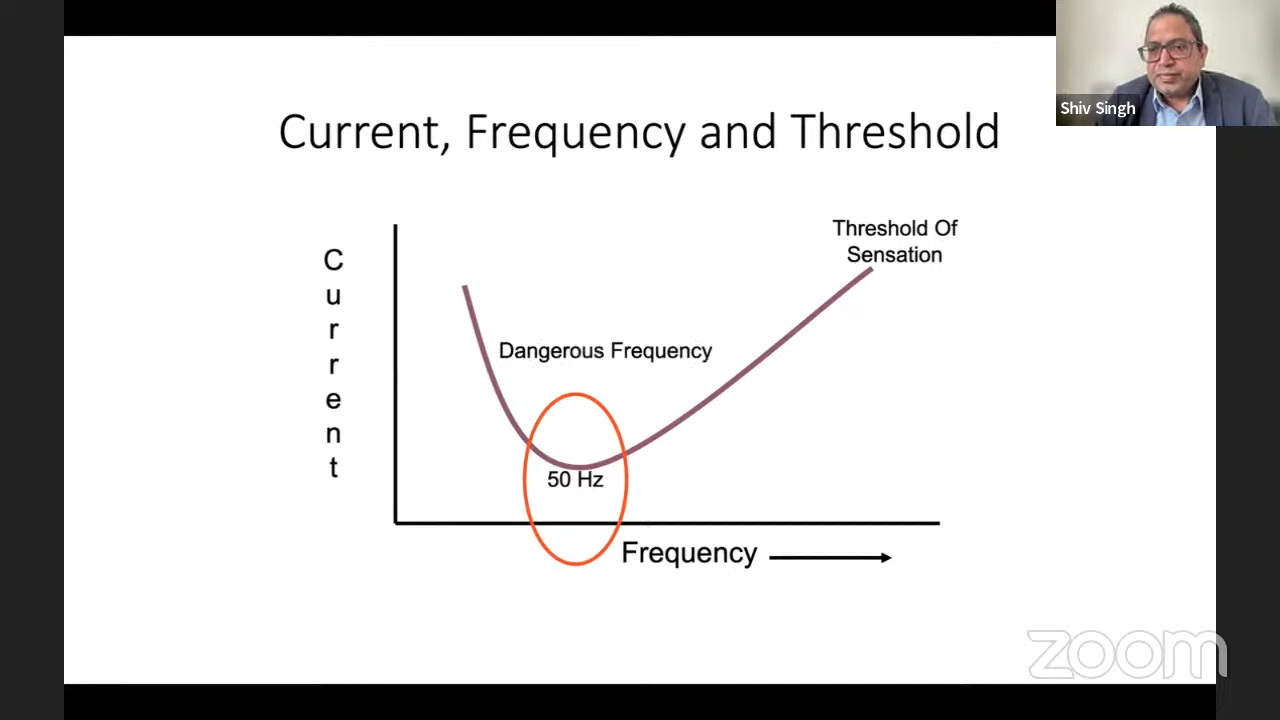 Shiv Singh
Current, Frequency and Threshold
Threshold Of
Sensation
C
u
r
r
e
n
t
Dangerous Frequency
50 Hz
Frequency
zoom